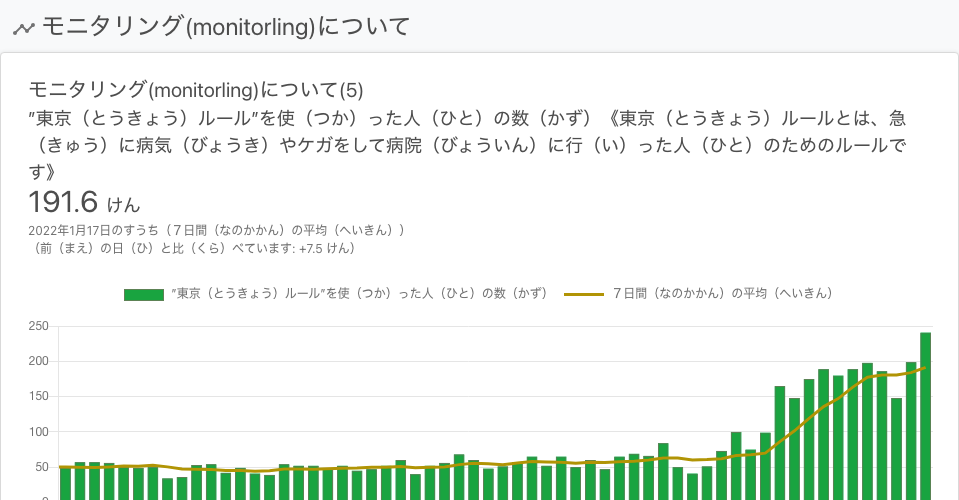 モニタリング(monitorling)について
モニタリング(monitorling)について(5)
”東京（とうきょう）ルール”を使（つか）った人（ひと）の数（かず）《東京（とうきょう）ルールとは、急
（きゅう）に病気（びょうき）やケガをして病院（びょういん）に行（い）った人（ひと）のためのルールで
す》
191.6 けん
2022年1月17日のすうち（７日間（なのかかん）の平均（へいきん））
（前（まえ）の日（ひ）と比（くら）べています: +7.5 けん）
”東京（とうきょう）ルール”を使（つか）った人（ひと）の数（かず） ７日間（なのかかん）の平均（へいきん）
250
200
150
100
50
0